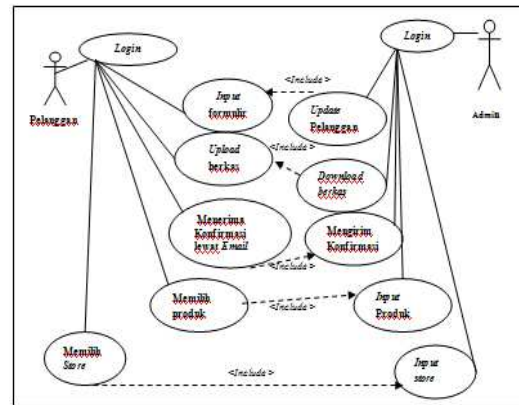 Login
Login
<Include>
Input
formulir
Update
Pelanggan
Pelanggan
Admin
<Include>
Upload
berkas
Download
berkas
Menerima
Konfirmasi
lewat Email
Mengirim
Konfirmasi
<Include>
Memilih
produk
<Include>
Input
Produk
Memilih
Store
<Include>
Input
store